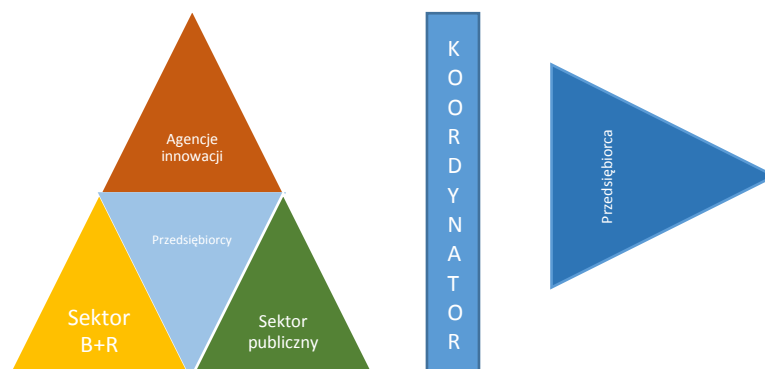 Agencje
innowacji
Przedsiębiorcy
Sektor
B+R
Sektor
publiczny
K
O
O
R
D
Y
N
A
T
O
R
Przedsiębiorca